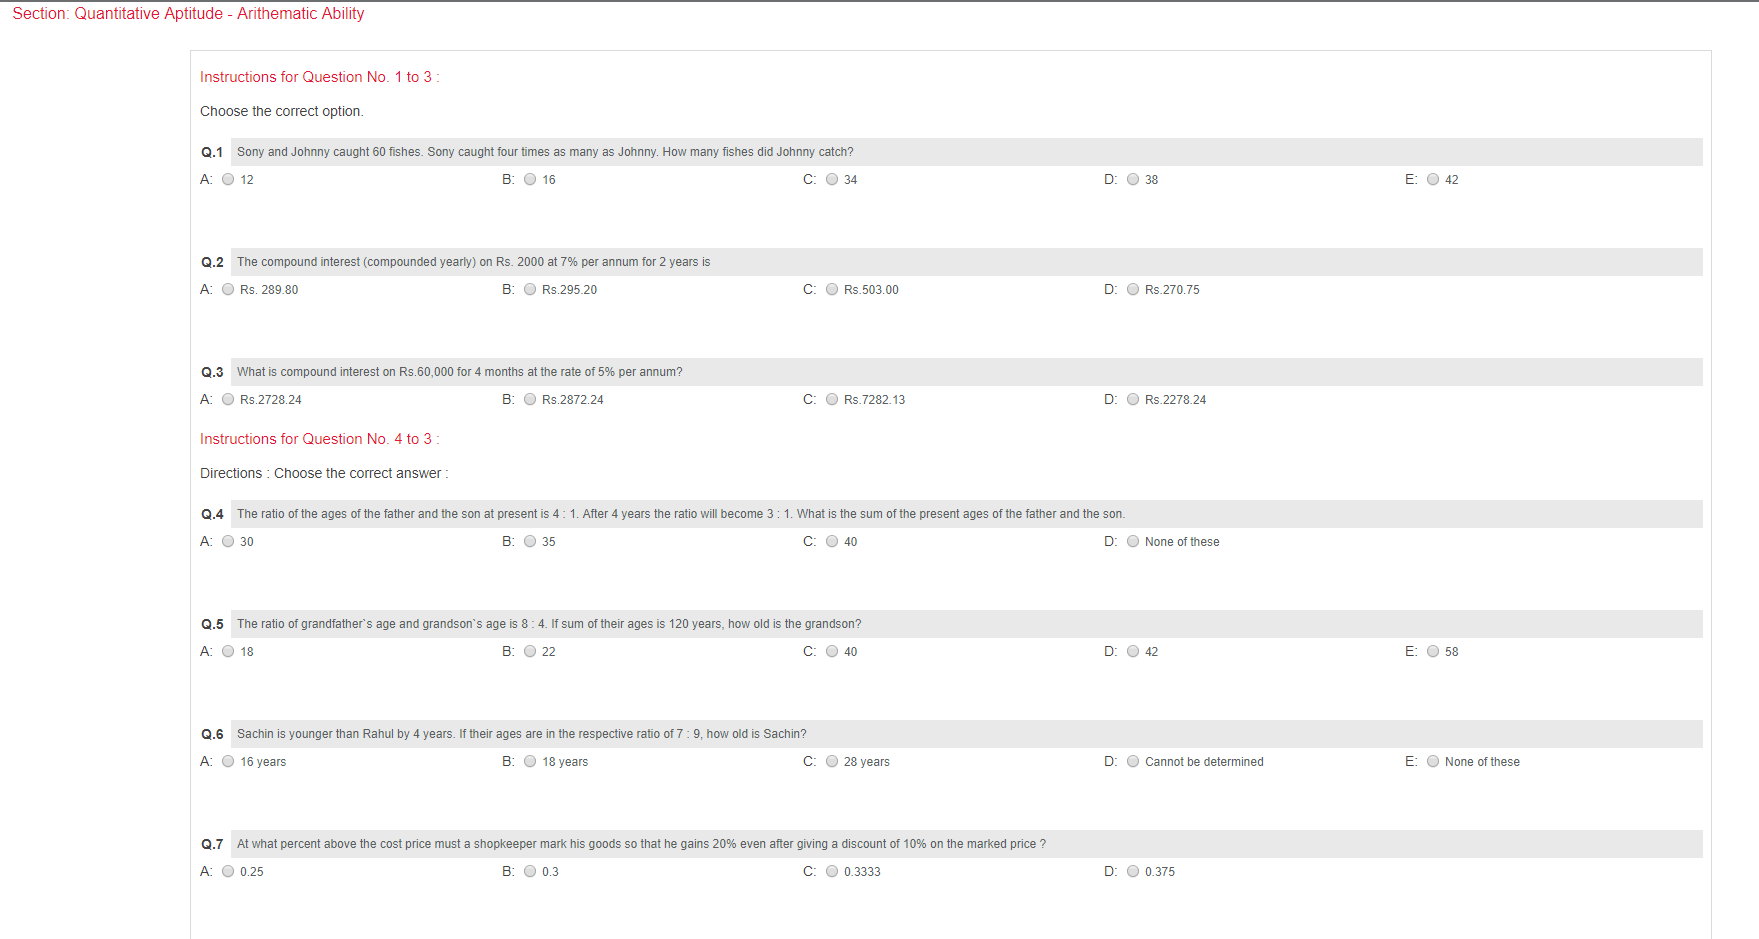 Section: Quantitative Aptitude - Arithematic Ability
Instructions for Question No. 1 to 3 :
Choose the correct option.
Q.1 Sony and Johnny caught 60 fishes. Sony caught four times as many as Johnny. How many fishes did Johnny catch?
A: 12 B: 16 C: 34 D: 38 E: 42
Q.2 The compound interest (compounded yearly) on Rs. 2000 at 7% per annum for 2 years is
A: Rs. 289.80 B: Rs.295.20 C: Rs.503.00 D: Rs.270.75
Q.3 What is compound interest on Rs.60,000 for 4 months at the rate of 5% per annum?
A: Rs.2728.24 B: Rs.2872.24 C: Rs.7282.13 D: Rs.2278.24
Instructions for Question No. 4 to 3 :
Directions : Choose the correct answer :
Q.4 The ratio of the ages of the father and the son at present is 4 : 1. After 4 years the ratio will become 3 : 1. What is the sum of the present ages of the father and the son.
A: 30 B: 35 C: 40 D: None of these
Q.5 The ratio of grandfather`s age and grandson`s age is 8 : 4. If sum of their ages is 120 years, how old is the grandson?
A: 18 B: 22 C: 40 D: 42 E: 58
Q.6 Sachin is younger than Rahul by 4 years. If their ages are in the respective ratio of 7 : 9, how old is Sachin?
A: 16 years B: 18 years C: 28 years D: Cannot be determined E: None of these
Q.7 At what percent above the cost price must a shopkeeper mark his goods so that he gains 20% even after giving a discount of 10% on the marked price ?
A: 0.25 B: 0.3 C: 0.3333 D: 0.375